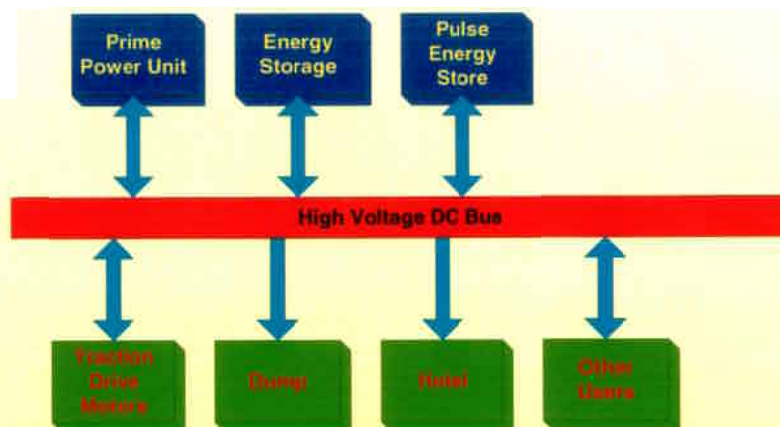 Prime
Power Unit
Energy
Storage
Pulse
Energy
Store
High Voltage DC Bus
Traction
Drive
Motors
Dump
Hotel
Other
Users